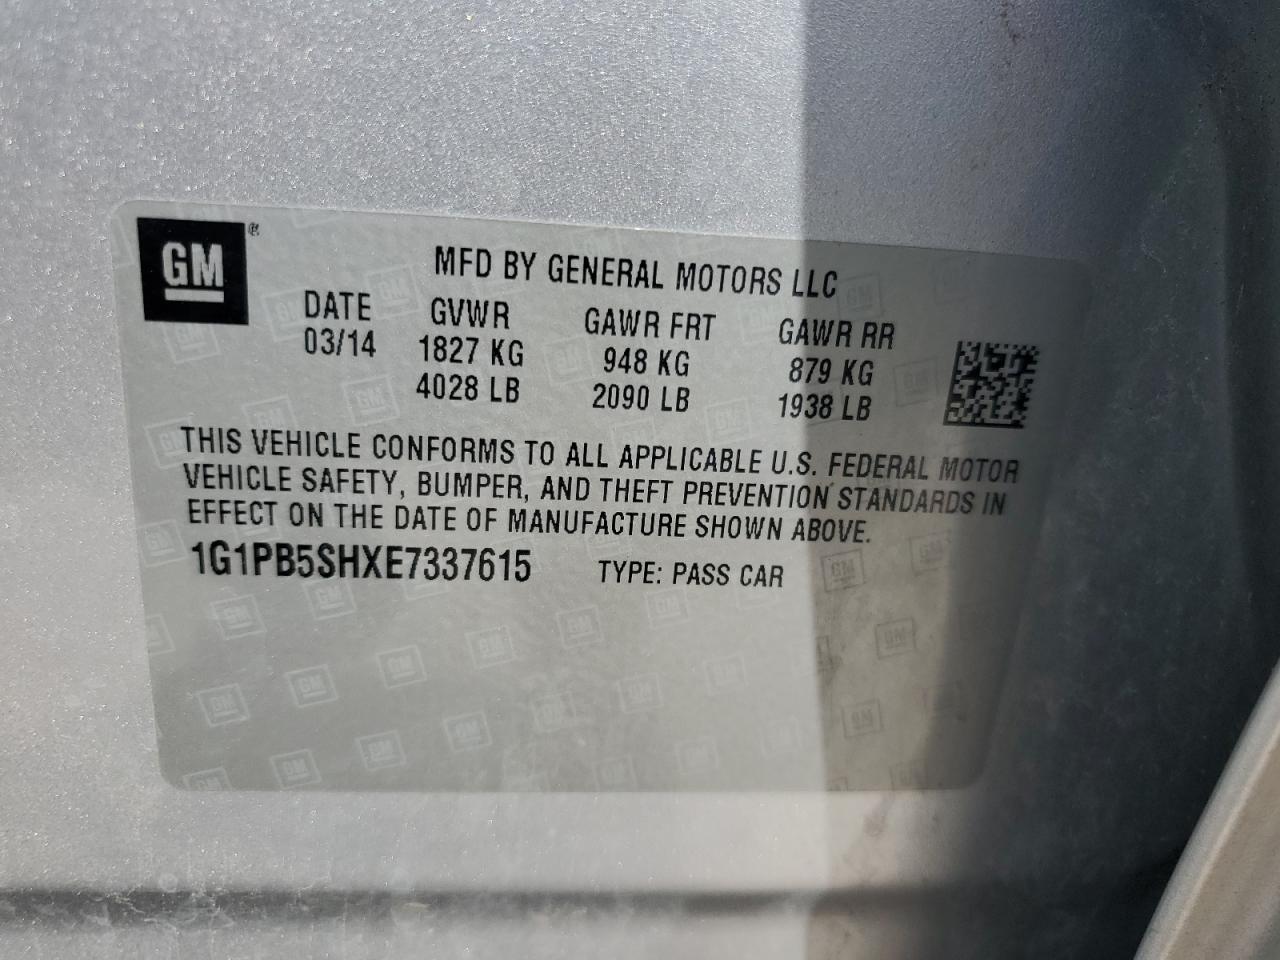 GM ®
MFD BY GENERAL MOTORS LLC
DATE GVWR GAWR FRT GAWR RR
03/14 1827 KG 948 KG 879 KG
4028 LB 2090 LB 1938 LB
THIS VEHICLE CONFORMS TO ALL APPLICABLE U.S. FEDERAL MOTOR
VEHICLE SAFETY, BUMPER, AND THEFT PREVENTION STANDARDS IN
EFFECT ON THE DATE OF MANUFACTURE SHOWN ABOVE.
1G1PB5SHXE7337615 TYPE: PASS CAR